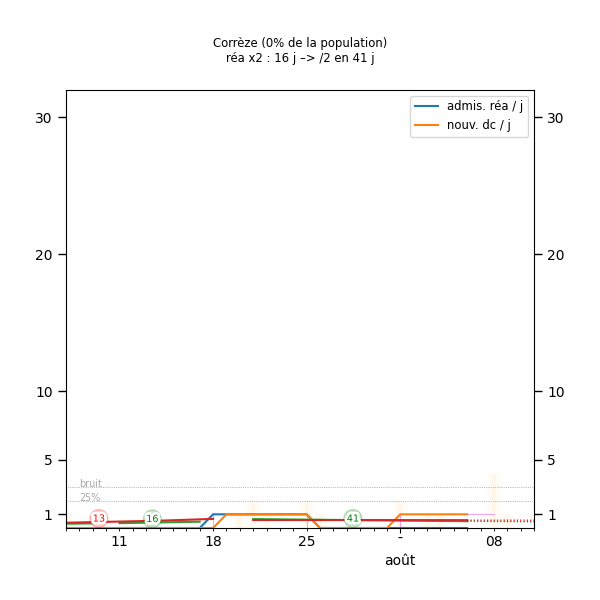 Corrèze (0% de la population)
réa x2 : 16 j –> /2 en 41 j
admis. réa / j
nouv. dc / j
30 30
20 20
10 10
5 5
bruit
25%
1 13 16 41 1
11 18 25 - 08
août